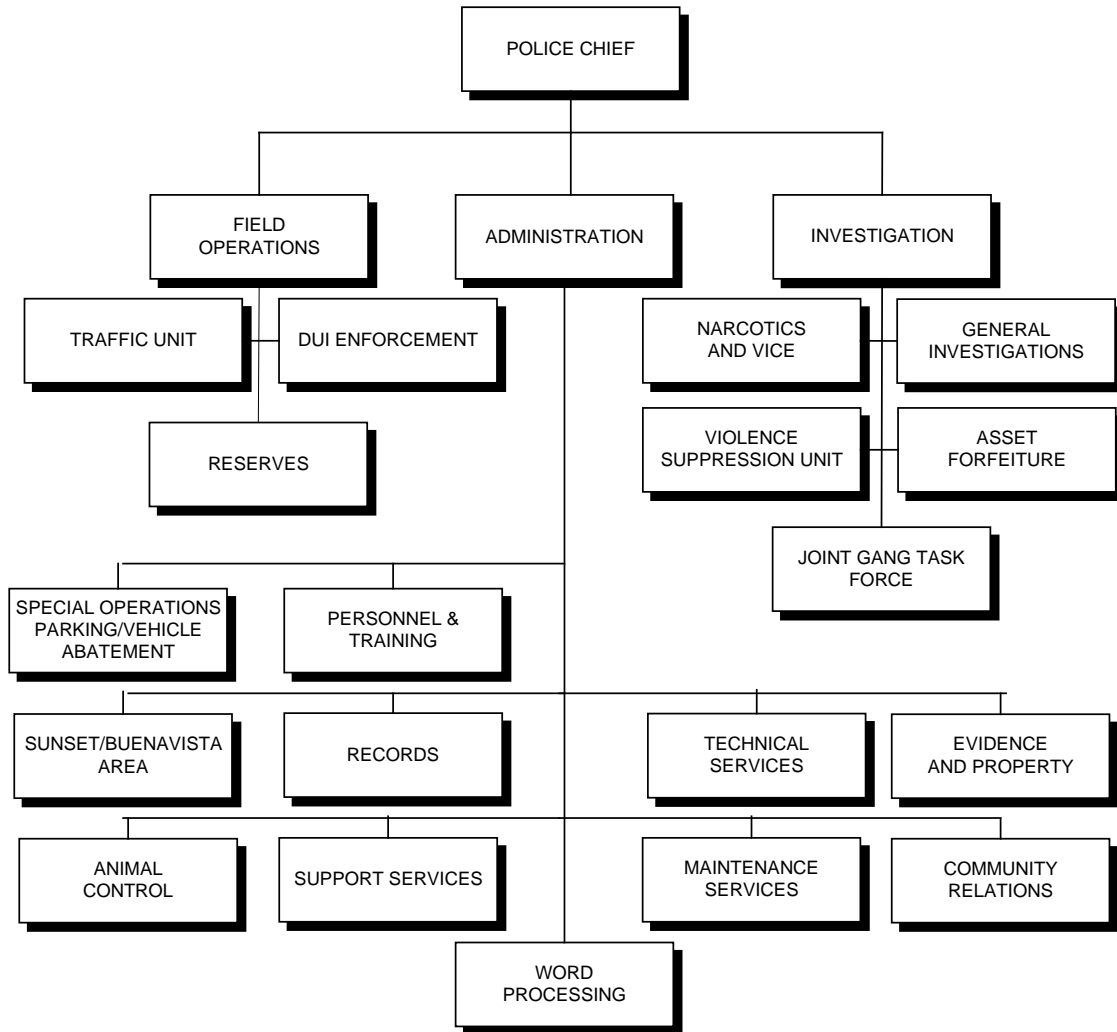 POLICE CHIEF
FIELD
OPERATIONS
ADMINISTRATION
INVESTIGATION
TRAFFIC UNIT
DUI ENFORCEMENT
NARCOTICS
AND VICE
GENERAL
INVESTIGATIONS
RESERVES
VIOLENCE
SUPPRESSION UNIT
ASSET
FORFEITURE
JOINT GANG TASK
FORCE
SPECIAL OPERATIONS
PARKING/VEHICLE
ABATEMENT
PERSONNEL &
TRAINING
SUNSET/BUENAVISTA
AREA
RECORDS
TECHNICAL
SERVICES
EVIDENCE
AND PROPERTY
ANIMAL
CONTROL
SUPPORT SERVICES
MAINTENANCE
SERVICES
COMMUNITY
RELATIONS
WORD
PROCESSING